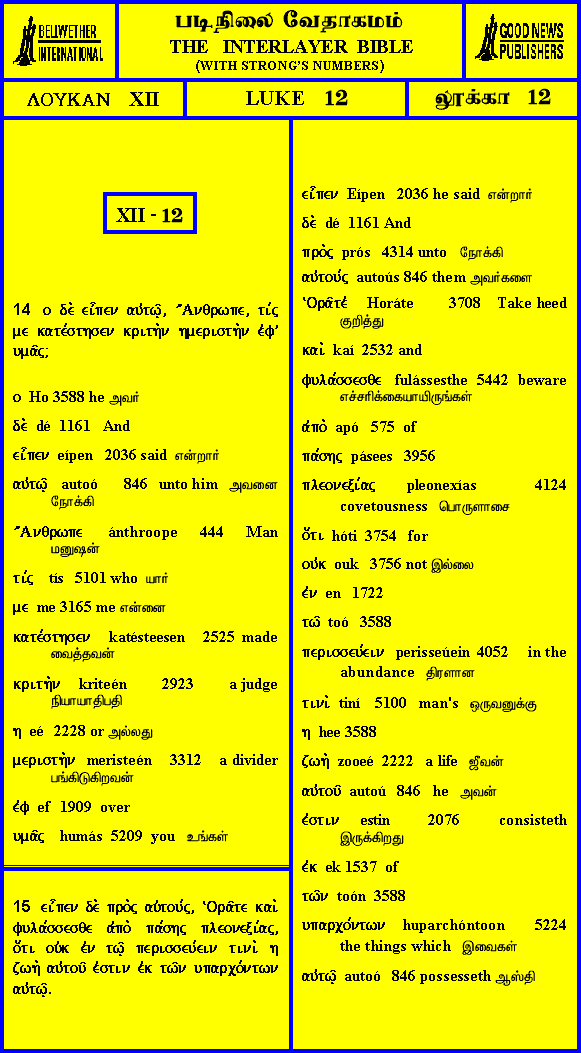 BELLWETHER
INTERNATIONAL
படிநிலை வேதாகமம்
THE INTERLAYER BIBLE
(WITH STRONG'S NUMBERS)
GOOD NEWS
PUBLISHERS
ΛΟΥΚΑΝ XII
LUKE 12
லூக்கா 12
XII - 12
14 ο δὲ εἶπεν αὐτῷ, Ἄνθρωπε, τίς
με κατέστησεν κριτὴν ημεριστὴν ἐφ'
υμᾶς;
ο Ho 3588 he அவர்
δὲ dé 1161 And
εἶπεν eípen 2036 said என்றார்
αὐτῷ autoó 846 unto him அவனை
நோக்கி
Ἄνθρωπε ánthroope 444 Man
மனுஷன்
τίς tís 5101 who யார்
με me 3165 me என்னை
κατέστησεν katésteesen 2525 made
வைத்தவன்
κριτὴν kriteén 2923 a judge
நியாயாதிபதி
η eé 2228 or அல்லது
μεριστὴν meristeén 3312 a divider
பங்கிடுகிறவன்
ἐφ ef 1909 over
υμᾶς humás 5209 you உங்கள்
15 εἶπεν δὲ πρὸς αὐτούς, Ὁρᾶτε καὶ
φυλάσσεσθε ἀπὸ πάσης πλεονεξίας,
ὅτι οὐκ ἐν τῷ περισσεύειν τινὶ η
ζωὴ αὐτοῦ ἐστιν ἐκ τῶν υπαρχόντων
αὐτῷ.
εἶπεν Eípen 2036 he said என்றார்
δὲ dé 1161 And
πρὸς prós 4314 unto நோக்கி
αὐτούς autoús 846 them அவர்களை
Ὁρᾶτέ Horáte 3708 Take heed
குறித்து
καὶ kaí 2532 and
φυλάσσεσθε fulássesthe 5442 beware
எச்சரிக்கையாயிருங்கள்
ἀπὸ apó 575 of
πάσης pásees 3956
πλεονεξίας pleonexías 4124
covetousness பொருளாசை
ὅτι hóti 3754 for
οὐκ ouk 3756 not இல்லை
ἐν en 1722
τῷ toó 3588
περισσεύειν perisseúein 4052 in the
abundance திரளான
τινὶ tiní 5100 man's ஒருவனுக்கு
η hee 3588
ζωὴ zooeé 2222 a life ஜீவன்
αὐτοῦ autoú 846 he அவன்
ἐστιν estin 2076 consisteth
இருக்கிறது
ἐκ ek 1537 of
τῶν toón 3588
υπαρχόντων huparchóntoon 5224
the things which இவைகள்
αὐτῷ autoó 846 possesseth ஆஸ்தி